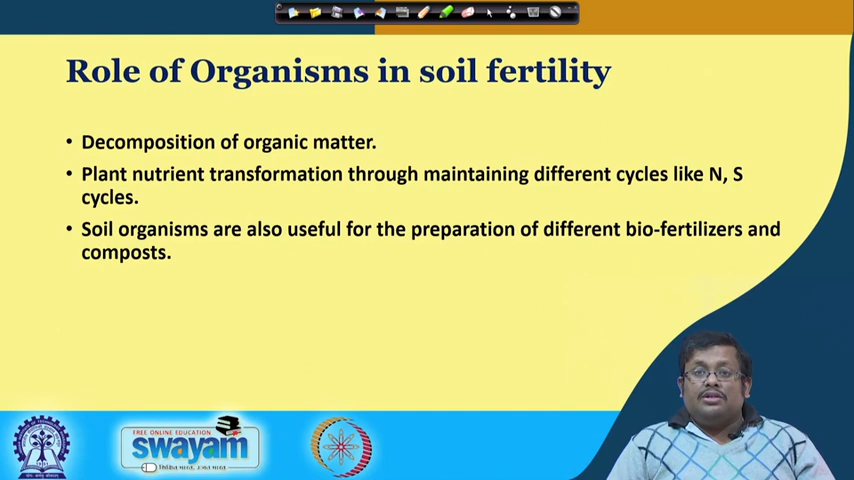 Role of Organisms in soil fertility
• Decomposition of organic matter.
• Plant nutrient transformation through maintaining different cycles like N, S
cycles.
• Soil organisms are also useful for the preparation of different bio-fertilizers and
composts.
FREE ONLINE EDUCATION
swayam